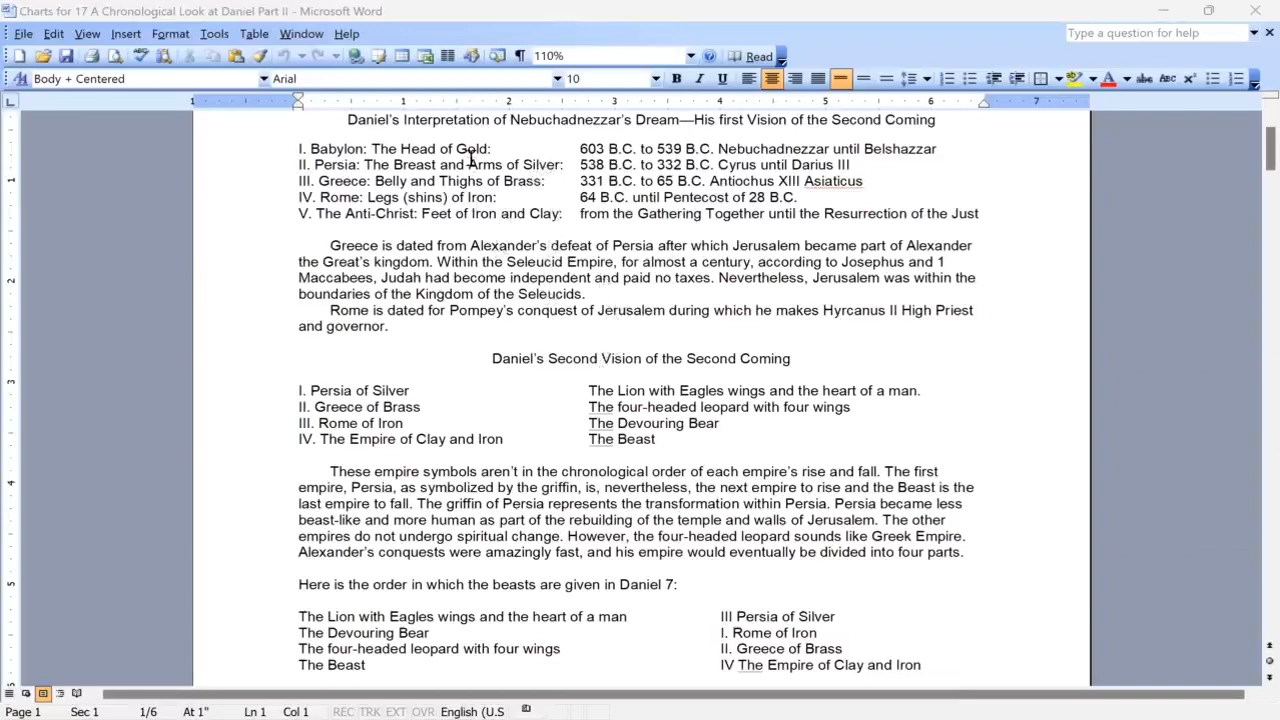 Charts for 17 A Chronological Look at Daniel Part II - Microsoft Word
File Edit View Insert Format Tools Table Window Help
Type a question for help
110%
Read
Body + Centered
Arial
10
B I U
1 1 2 3 4 5 6 7
Daniel's Interpretation of Nebuchadnezzar's Dream—His first Vision of the Second Coming
I. Babylon: The Head of Gold: 603 B.C. to 539 B.C. Nebuchadnezzar until Belshazzar
II. Persia: The Breast and Arms of Silver: 538 B.C. to 332 B.C. Cyrus until Darius III
III. Greece: Belly and Thighs of Brass: 331 B.C. to 65 B.C. Antiochus XIII Asiaticus
IV. Rome: Legs (shins) of Iron: 64 B.C. until Pentecost of 28 B.C.
V. The Anti-Christ: Feet of Iron and Clay: from the Gathering Together until the Resurrection of the Just
Greece is dated from Alexander's defeat of Persia after which Jerusalem became part of Alexander
the Great's kingdom. Within the Seleucid Empire, for almost a century, according to Josephus and 1
Maccabees, Judah had become independent and paid no taxes. Nevertheless, Jerusalem was within the
boundaries of the Kingdom of the Seleucids.
Rome is dated for Pompey's conquest of Jerusalem during which he makes Hyrcanus II High Priest
and governor.
Daniel's Second Vision of the Second Coming
I. Persia of Silver The Lion with Eagles wings and the heart of a man.
II. Greece of Brass The four-headed leopard with four wings
III. Rome of Iron The Devouring Bear
IV. The Empire of Clay and Iron The Beast
These empire symbols aren't in the chronological order of each empire's rise and fall. The first
empire, Persia, as symbolized by the griffin, is, nevertheless, the next empire to rise and the Beast is the
last empire to fall. The griffin of Persia represents the transformation within Persia. Persia became less
beast-like and more human as part of the rebuilding of the temple and walls of Jerusalem. The other
empires do not undergo spiritual change. However, the four-headed leopard sounds like Greek Empire.
Alexander's conquests were amazingly fast, and his empire would eventually be divided into four parts.
Here is the order in which the beasts are given in Daniel 7:
The Lion with Eagles wings and the heart of a man III Persia of Silver
The Devouring Bear I. Rome of Iron
The four-headed leopard with four wings II. Greece of Brass
The Beast IV The Empire of Clay and Iron
Page 1 Sec 1 1/6 At 1" Ln 1 Col 1 REC TRK EXT OVR English (U.S